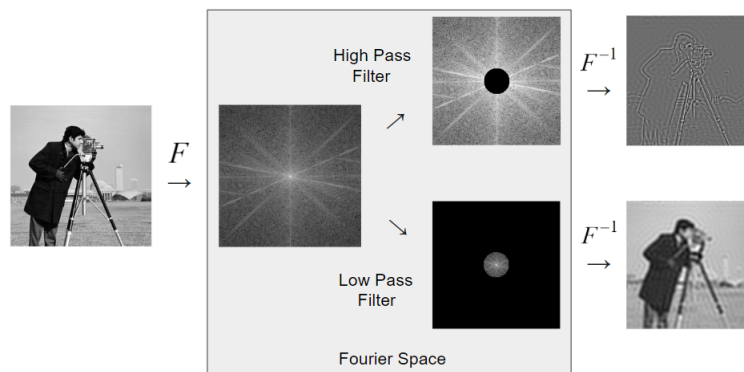 High Pass
Filter
F⁻¹
F
F⁻¹
Low Pass
Filter
Fourier Space